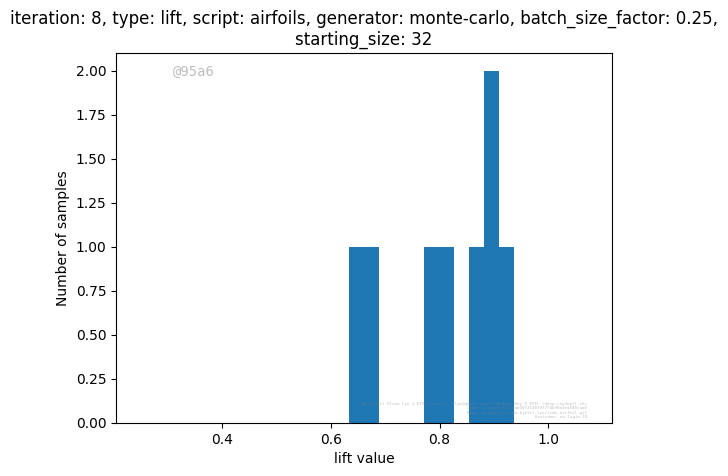 iteration: 8, type: lift, script: airfoils, generator: monte-carlo, batch_size_factor: 0.25,
starting_size: 32
@95a6
2.00
1.75
1.50
1.25
1.00
0.75
0.50
0.25
0.00
Number of samples
0.4 0.6 0.8 1.0
lift value